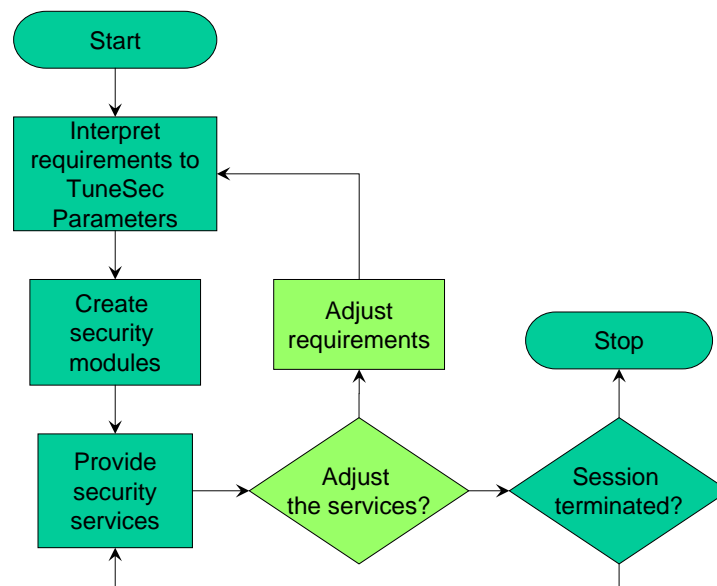 Start
Interpret
requirements to
TuneSec
Parameters
Create
security
modules
Adjust
requirements
Stop
Provide
security
services
Adjust
the services?
Session
terminated?